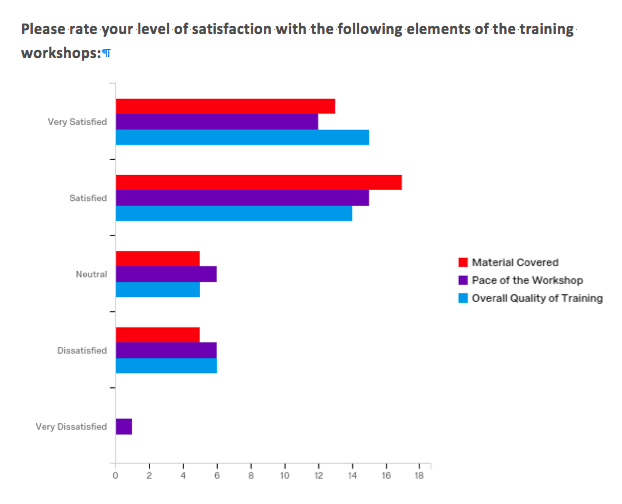 Please rate your level of satisfaction with the following elements of the training
workshops:¶
Very Satisfied
Satisfied
Neutral
Dissatisfied
Very Dissatisfied
Material Covered
Pace of the Workshop
Overall Quality of Training
0 2 4 6 8 10 12 14 16 18